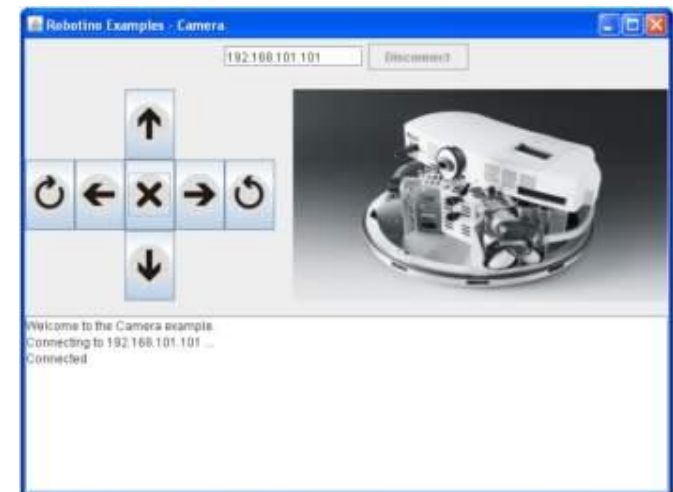 Robotino Examples - Camera
192.168.101.101
Disconnect
Welcome to the Camera example.
Connecting to 192.168.101.101 ...
Connected